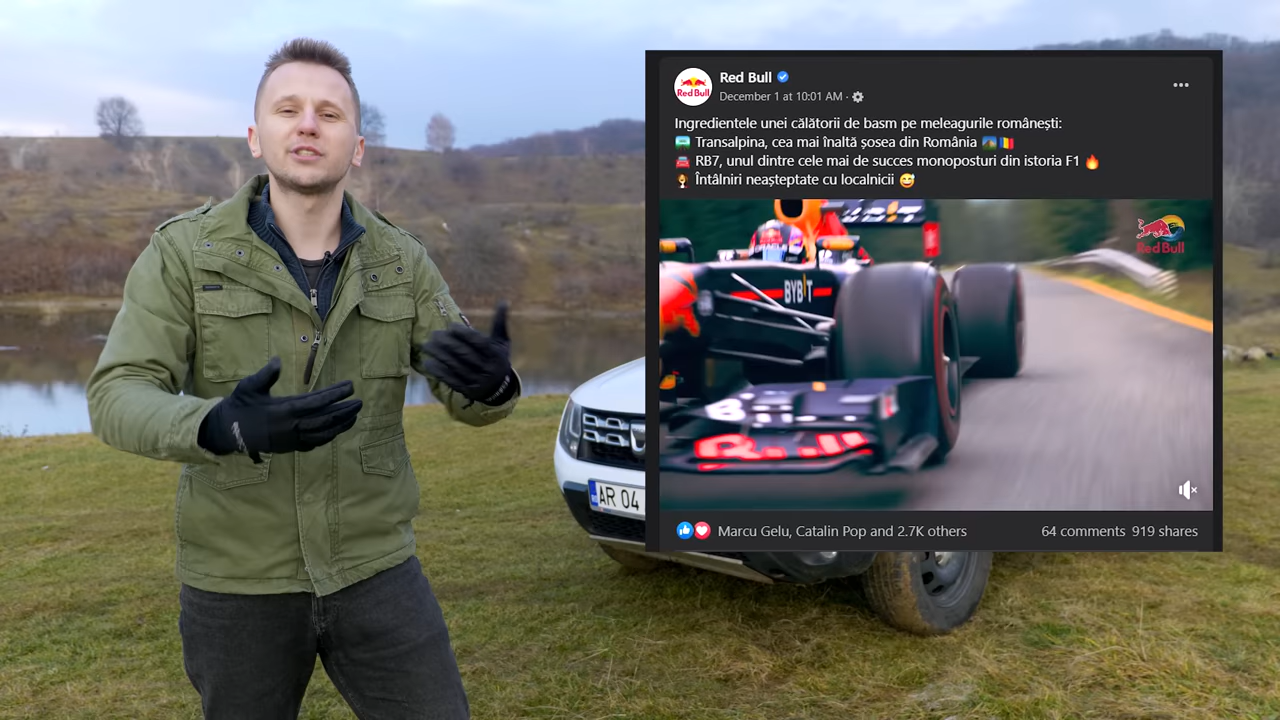 Red Bull
December 1 at 10:01 AM
Ingredientele unei călătorii de basm pe meleagurile românești:
Transalpina, cea mai înaltă șosea din România
RB7, unul dintre cele mai de succes monoposturi din istoria F1
Întâlniri neașteptate cu localnicii
Red Bull
BYBIT
Red Bull
AR 04
Marcu Gelu, Catalin Pop and 2.7K others
64 comments 919 shares